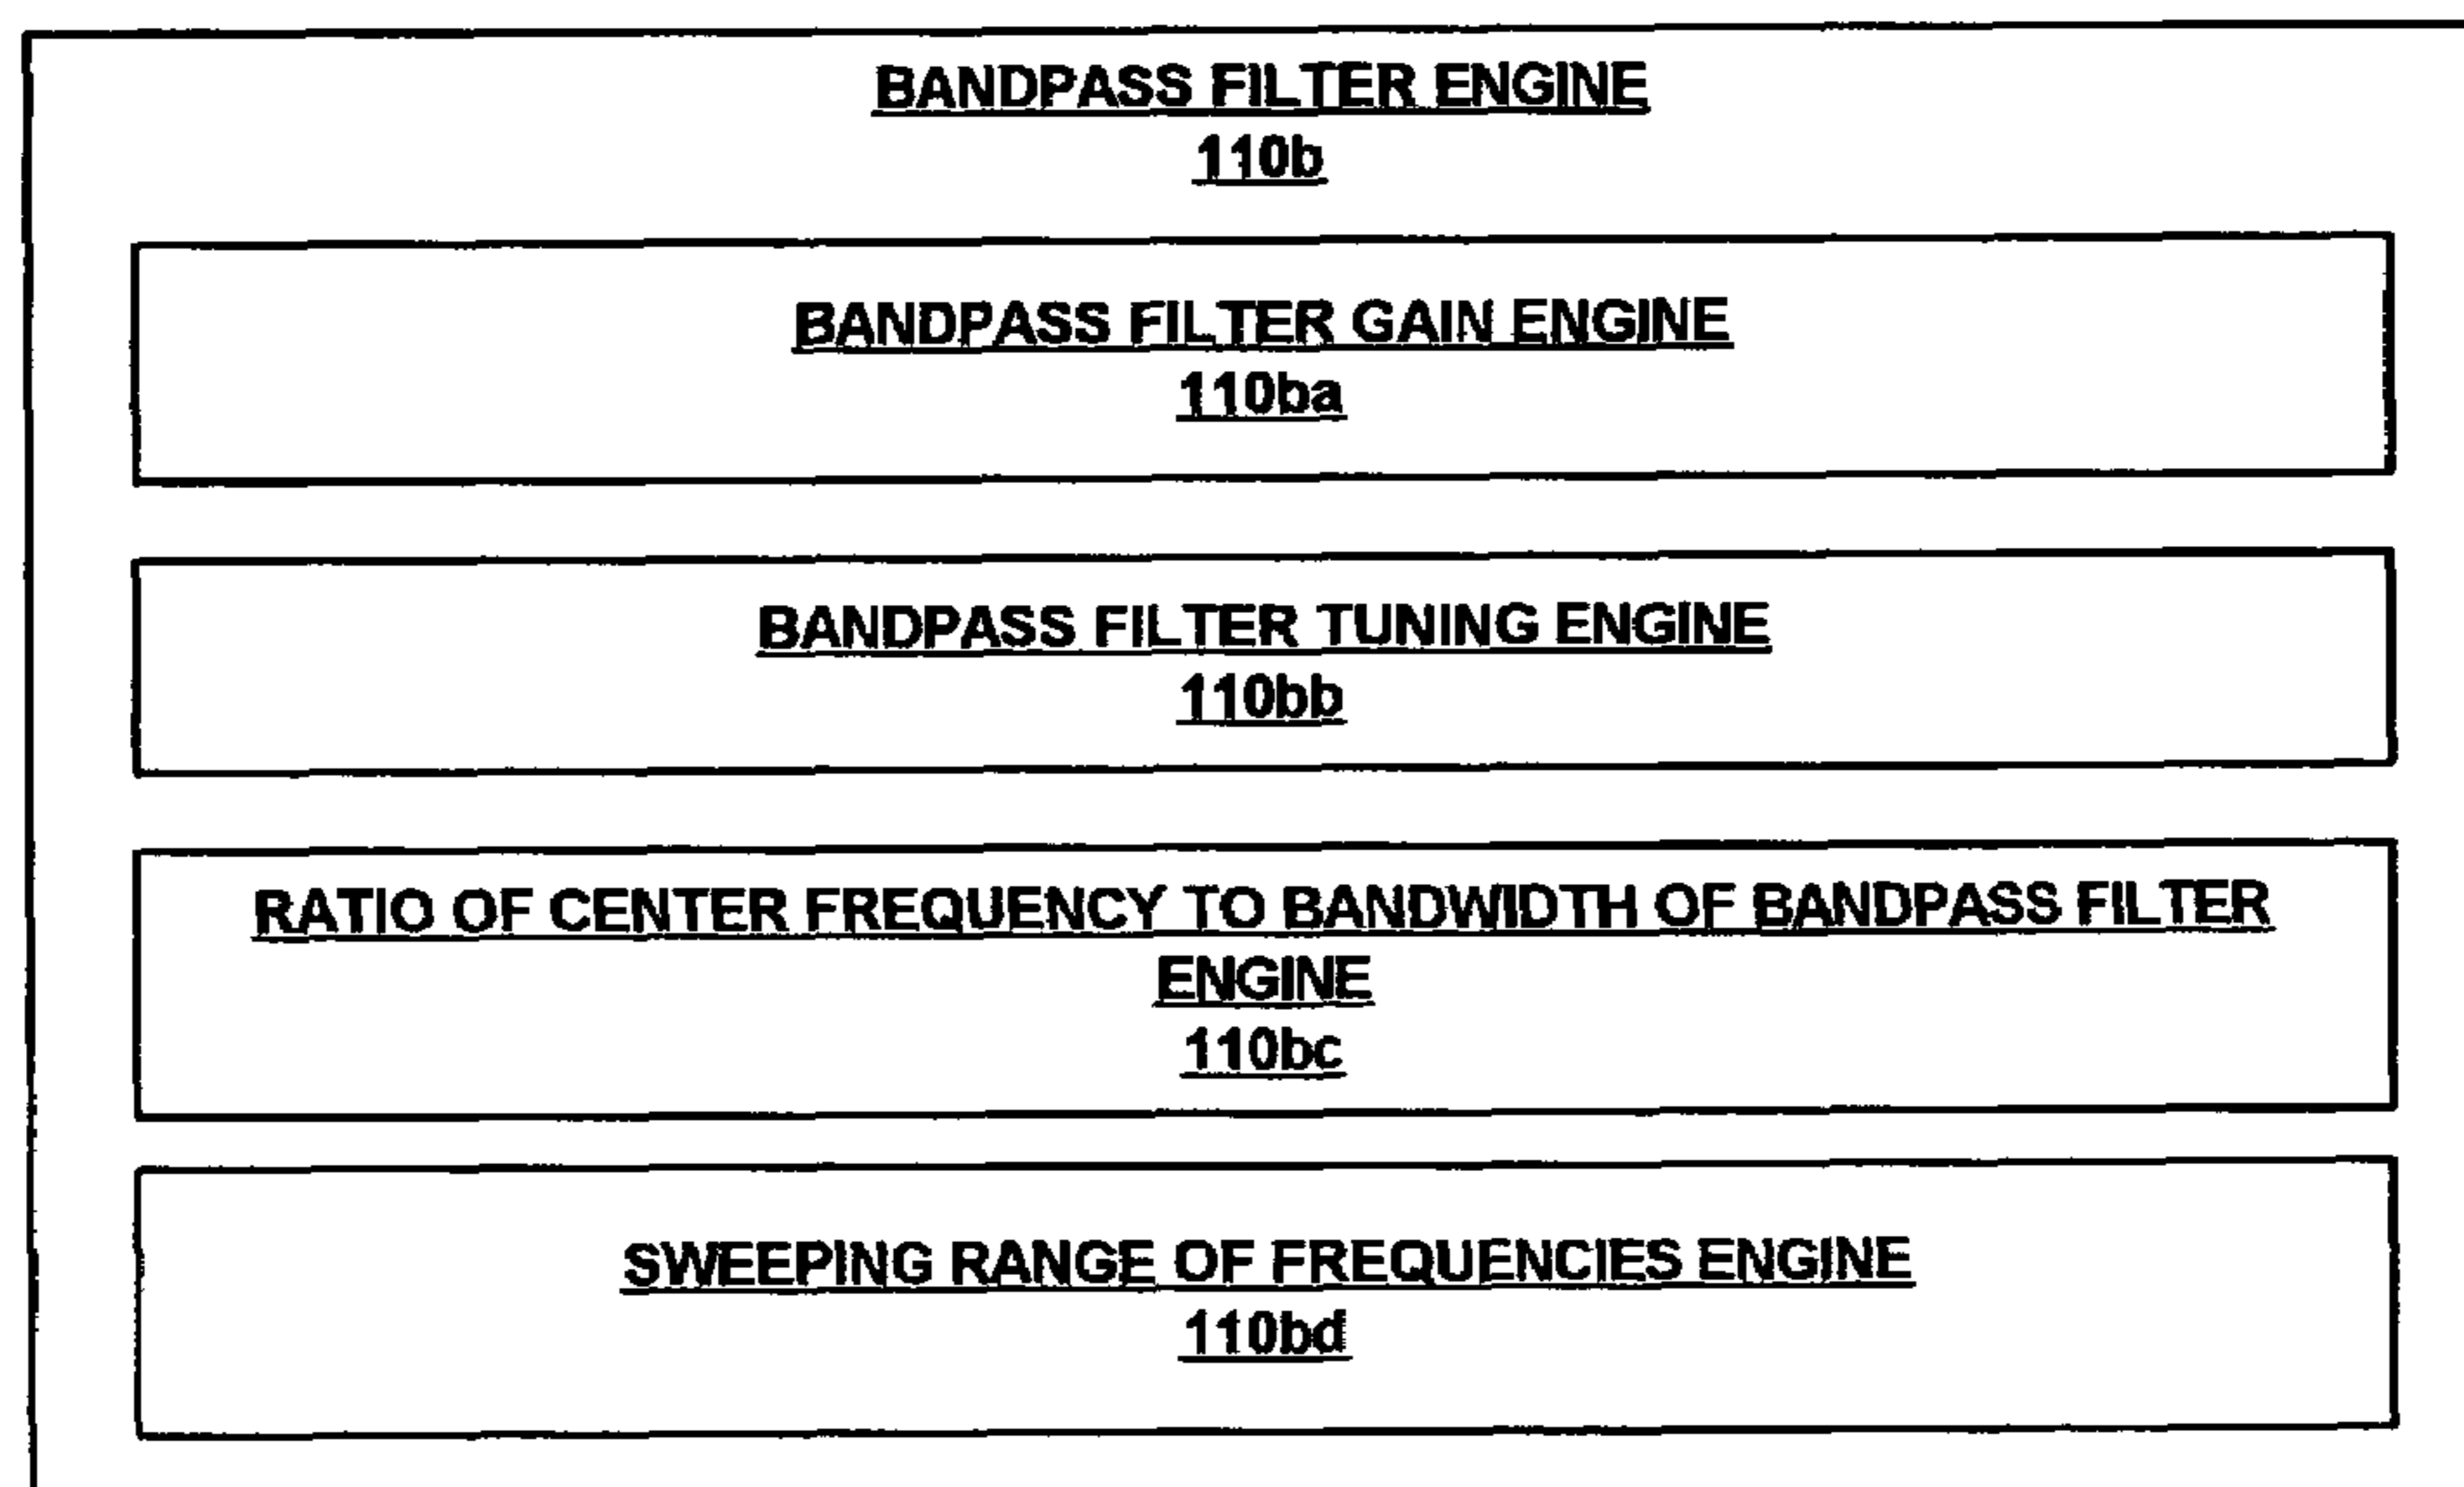 BANDPASS FILTER ENGINE
110b
BANDPASS FILTER GAIN ENGINE
110ba
BANDPASS FILTER TUNING ENGINE
110bb
RATIO OF CENTER FREQUENCY TO BANDWIDTH OF BANDPASS FILTER
ENGINE
110bc
SWEEPING RANGE OF FREQUENCIES ENGINE
110bd